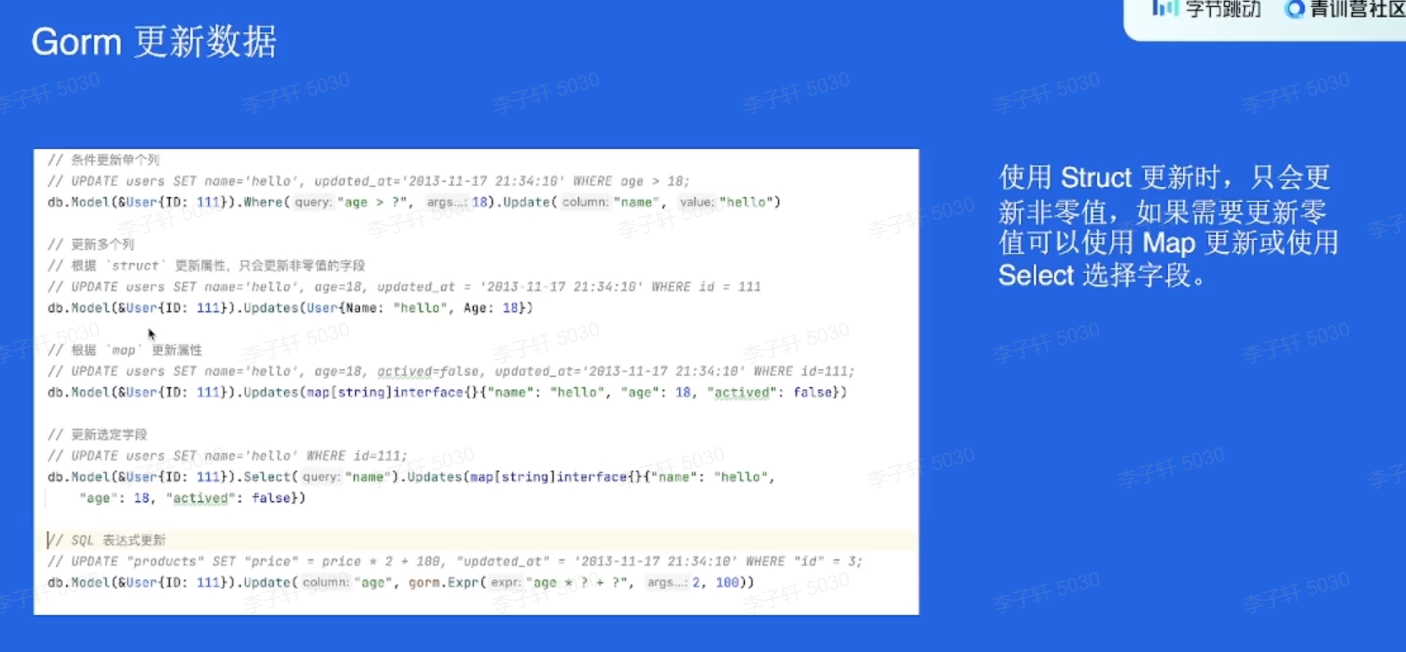 字节跳动 青训营社区
Gorm 更新数据
// 条件更新单个列
// UPDATE users SET name='hello', updated_at='2013-11-17 21:34:10' WHERE age > 18;
db.Model(&User{ID: 111}).Where( query: "age > ?", args...: 18).Update( column: "name", value: "hello")
// 更新多个列
// 根据 `struct` 更新属性，只会更新非零值的字段
// UPDATE users SET name='hello', age=18, updated_at = '2013-11-17 21:34:10' WHERE id = 111
db.Model(&User{ID: 111}).Updates(User{Name: "hello", Age: 18})
// 根据 `map` 更新属性
// UPDATE users SET name='hello', age=18, actived=false, updated_at='2013-11-17 21:34:10' WHERE id=111;
db.Model(&User{ID: 111}).Updates(map[string]interface{}{"name": "hello", "age": 18, "actived": false})
// 更新选定字段
// UPDATE users SET name='hello' WHERE id=111;
db.Model(&User{ID: 111}).Select( query: "name").Updates(map[string]interface{}{"name": "hello",
"age": 18, "actived": false})
// SQL 表达式更新
// UPDATE "products" SET "price" = price * 2 + 100, "updated_at" = '2013-11-17 21:34:10' WHERE "id" = 3;
db.Model(&User{ID: 111}).Update( column: "age", gorm.Expr( expr: "age * ? + ?", args...: 2, 100))
使用 Struct 更新时，只会更
新非零值，如果需要更新零
值可以使用 Map 更新或使用
Select 选择字段。
李子轩 5030